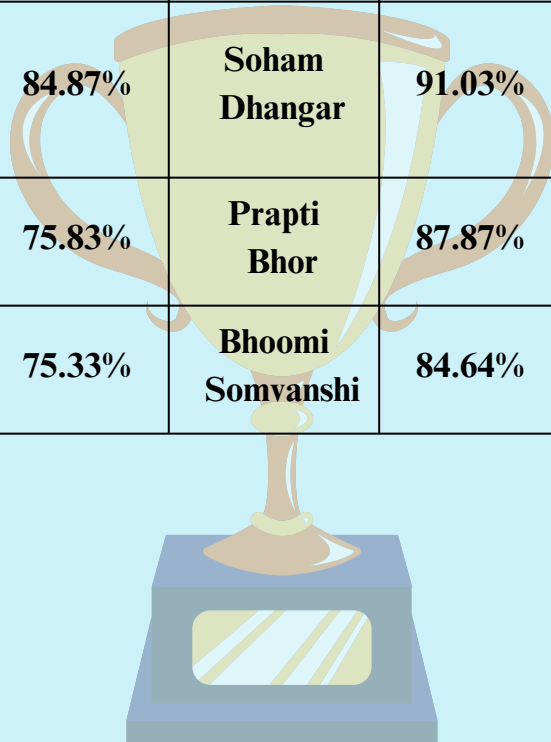 84.87%
Soham
Dhangar
91.03%
75.83%
Prapti
Bhor
87.87%
75.33%
Bhoomi
Somvanshi
84.64%